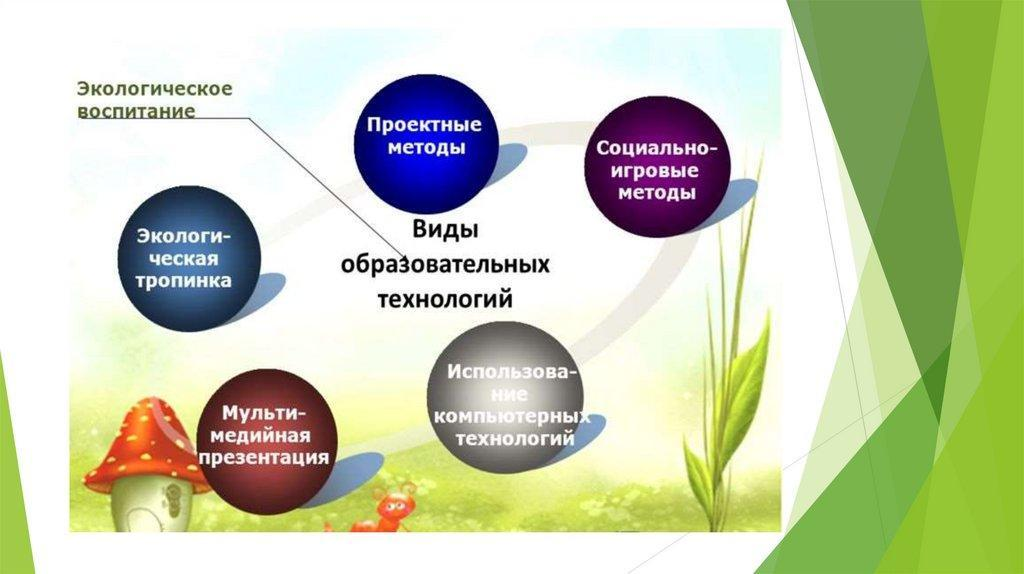 Экологическое
воспитание
Проектные
методы
Социально-
игровые
методы
Экологи-
ческая
тропинка
Виды
образовательных
технологий
Использова-
ние
компьютерных
технологий
Мульти-
медийная
презентация